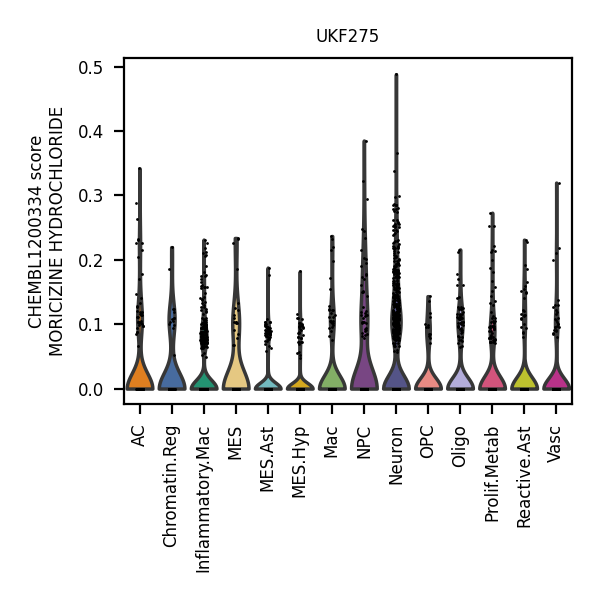 UKF275
CHEMBL1200334 score
MORICIZINE HYDROCHLORIDE
0.5
0.4
0.3
0.2
0.1
0.0
AC
Chromatin.Reg
Inflammatory.Mac
MES
MES.Ast
MES.Hyp
Mac
NPC
Neuron
OPC
Oligo
Prolif.Metab
Reactive.Ast
Vasc